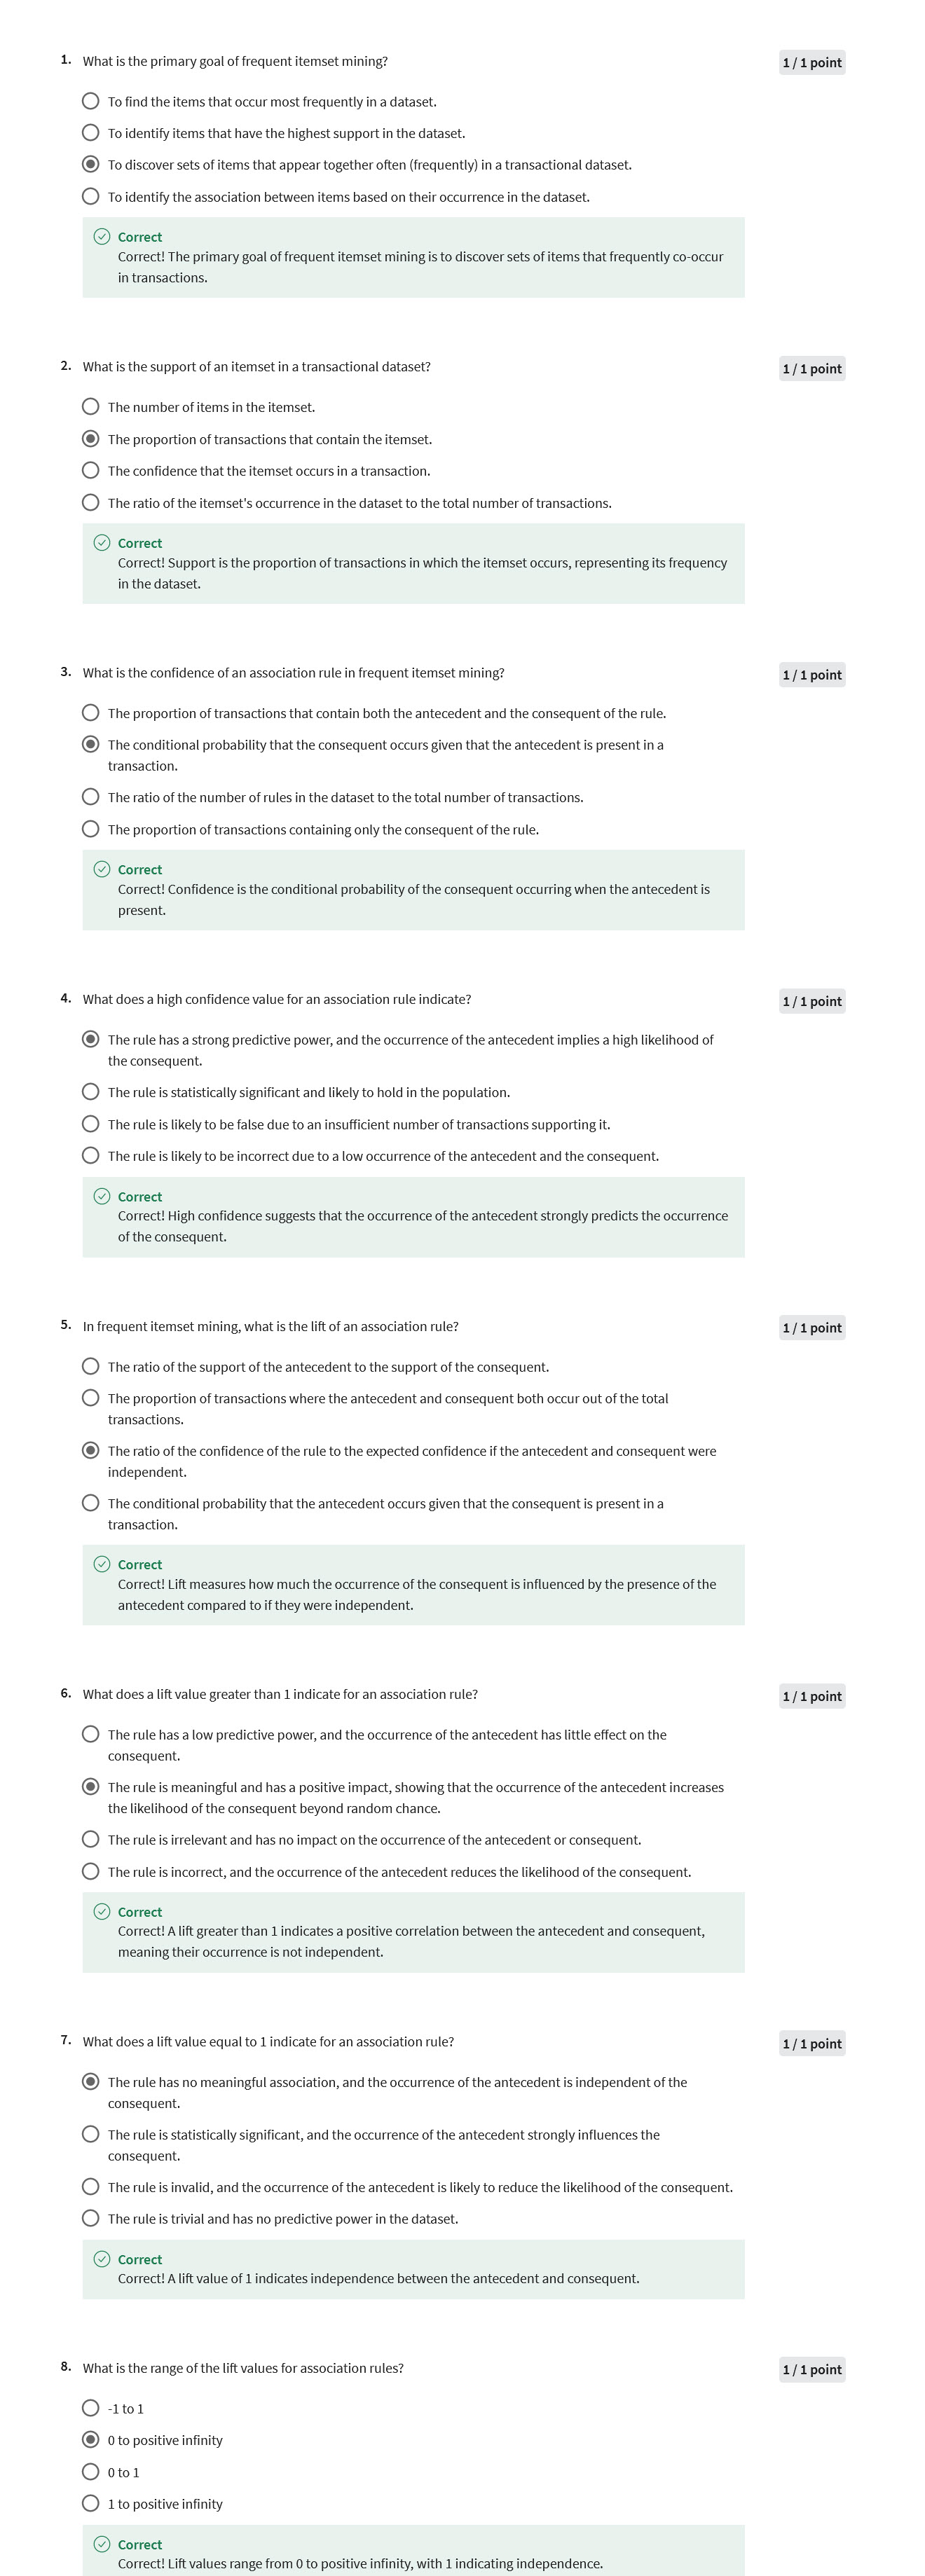 1. What is the primary goal of frequent itemset mining?
1 / 1 point
To find the items that occur most frequently in a dataset.
To identify items that have the highest support in the dataset.
To discover sets of items that appear together often (frequently) in a transactional dataset.
To identify the association between items based on their occurrence in the dataset.
Correct
Correct! The primary goal of frequent itemset mining is to discover sets of items that frequently co-occur
in transactions.
2. What is the support of an itemset in a transactional dataset?
1 / 1 point
The number of items in the itemset.
The proportion of transactions that contain the itemset.
The confidence that the itemset occurs in a transaction.
The ratio of the itemset's occurrence in the dataset to the total number of transactions.
Correct
Correct! Support is the proportion of transactions in which the itemset occurs, representing its frequency
in the dataset.
3. What is the confidence of an association rule in frequent itemset mining?
1 / 1 point
The proportion of transactions that contain both the antecedent and the consequent of the rule.
The conditional probability that the consequent occurs given that the antecedent is present in a
transaction.
The ratio of the number of rules in the dataset to the total number of transactions.
The proportion of transactions containing only the consequent of the rule.
Correct
Correct! Confidence is the conditional probability of the consequent occurring when the antecedent is
present.
4. What does a high confidence value for an association rule indicate?
1 / 1 point
The rule has a strong predictive power, and the occurrence of the antecedent implies a high likelihood of
the consequent.
The rule is statistically significant and likely to hold in the population.
The rule is likely to be false due to an insufficient number of transactions supporting it.
The rule is likely to be incorrect due to a low occurrence of the antecedent and the consequent.
Correct
Correct! High confidence suggests that the occurrence of the antecedent strongly predicts the occurrence
of the consequent.
5. In frequent itemset mining, what is the lift of an association rule?
1 / 1 point
The ratio of the support of the antecedent to the support of the consequent.
The proportion of transactions where the antecedent and consequent both occur out of the total
transactions.
The ratio of the confidence of the rule to the expected confidence if the antecedent and consequent were
independent.
The conditional probability that the antecedent occurs given that the consequent is present in a
transaction.
Correct
Correct! Lift measures how much the occurrence of the consequent is influenced by the presence of the
antecedent compared to if they were independent.
6. What does a lift value greater than 1 indicate for an association rule?
1 / 1 point
The rule has a low predictive power, and the occurrence of the antecedent has little effect on the
consequent.
The rule is meaningful and has a positive impact, showing that the occurrence of the antecedent increases
the likelihood of the consequent beyond random chance.
The rule is irrelevant and has no impact on the occurrence of the antecedent or consequent.
The rule is incorrect, and the occurrence of the antecedent reduces the likelihood of the consequent.
Correct
Correct! A lift greater than 1 indicates a positive correlation between the antecedent and consequent,
meaning their occurrence is not independent.
7. What does a lift value equal to 1 indicate for an association rule?
1 / 1 point
The rule has no meaningful association, and the occurrence of the antecedent is independent of the
consequent.
The rule is statistically significant, and the occurrence of the antecedent strongly influences the
consequent.
The rule is invalid, and the occurrence of the antecedent is likely to reduce the likelihood of the consequent.
The rule is trivial and has no predictive power in the dataset.
Correct
Correct! A lift value of 1 indicates independence between the antecedent and consequent.
8. What is the range of the lift values for association rules?
1 / 1 point
-1 to 1
0 to positive infinity
0 to 1
1 to positive infinity
Correct
Correct! Lift values range from 0 to positive infinity, with 1 indicating independence.